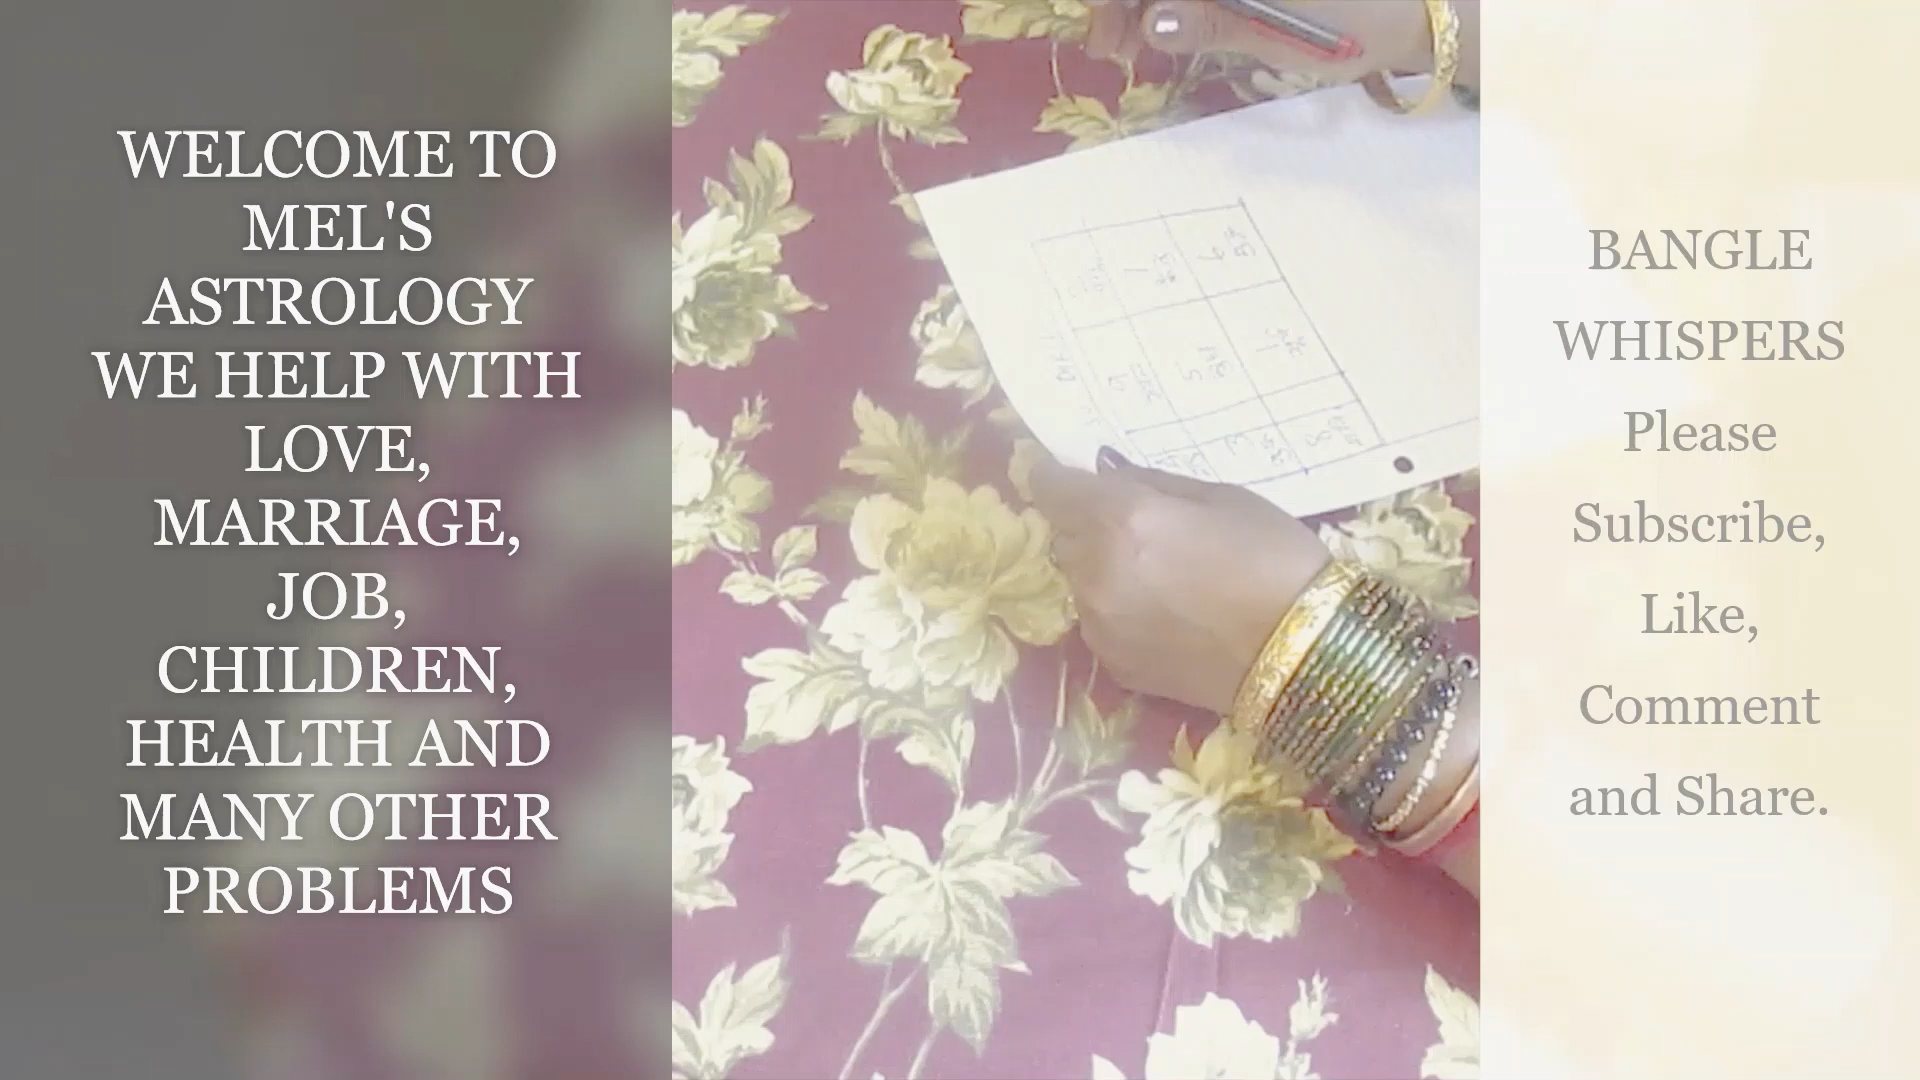 WELCOME TO
MEL'S
ASTROLOGY
WE HELP WITH
LOVE,
MARRIAGE,
JOB,
CHILDREN,
HEALTH AND
MANY OTHER
PROBLEMS
BANGLE
WHISPERS
Please
Subscribe,
Like,
Comment
and Share.